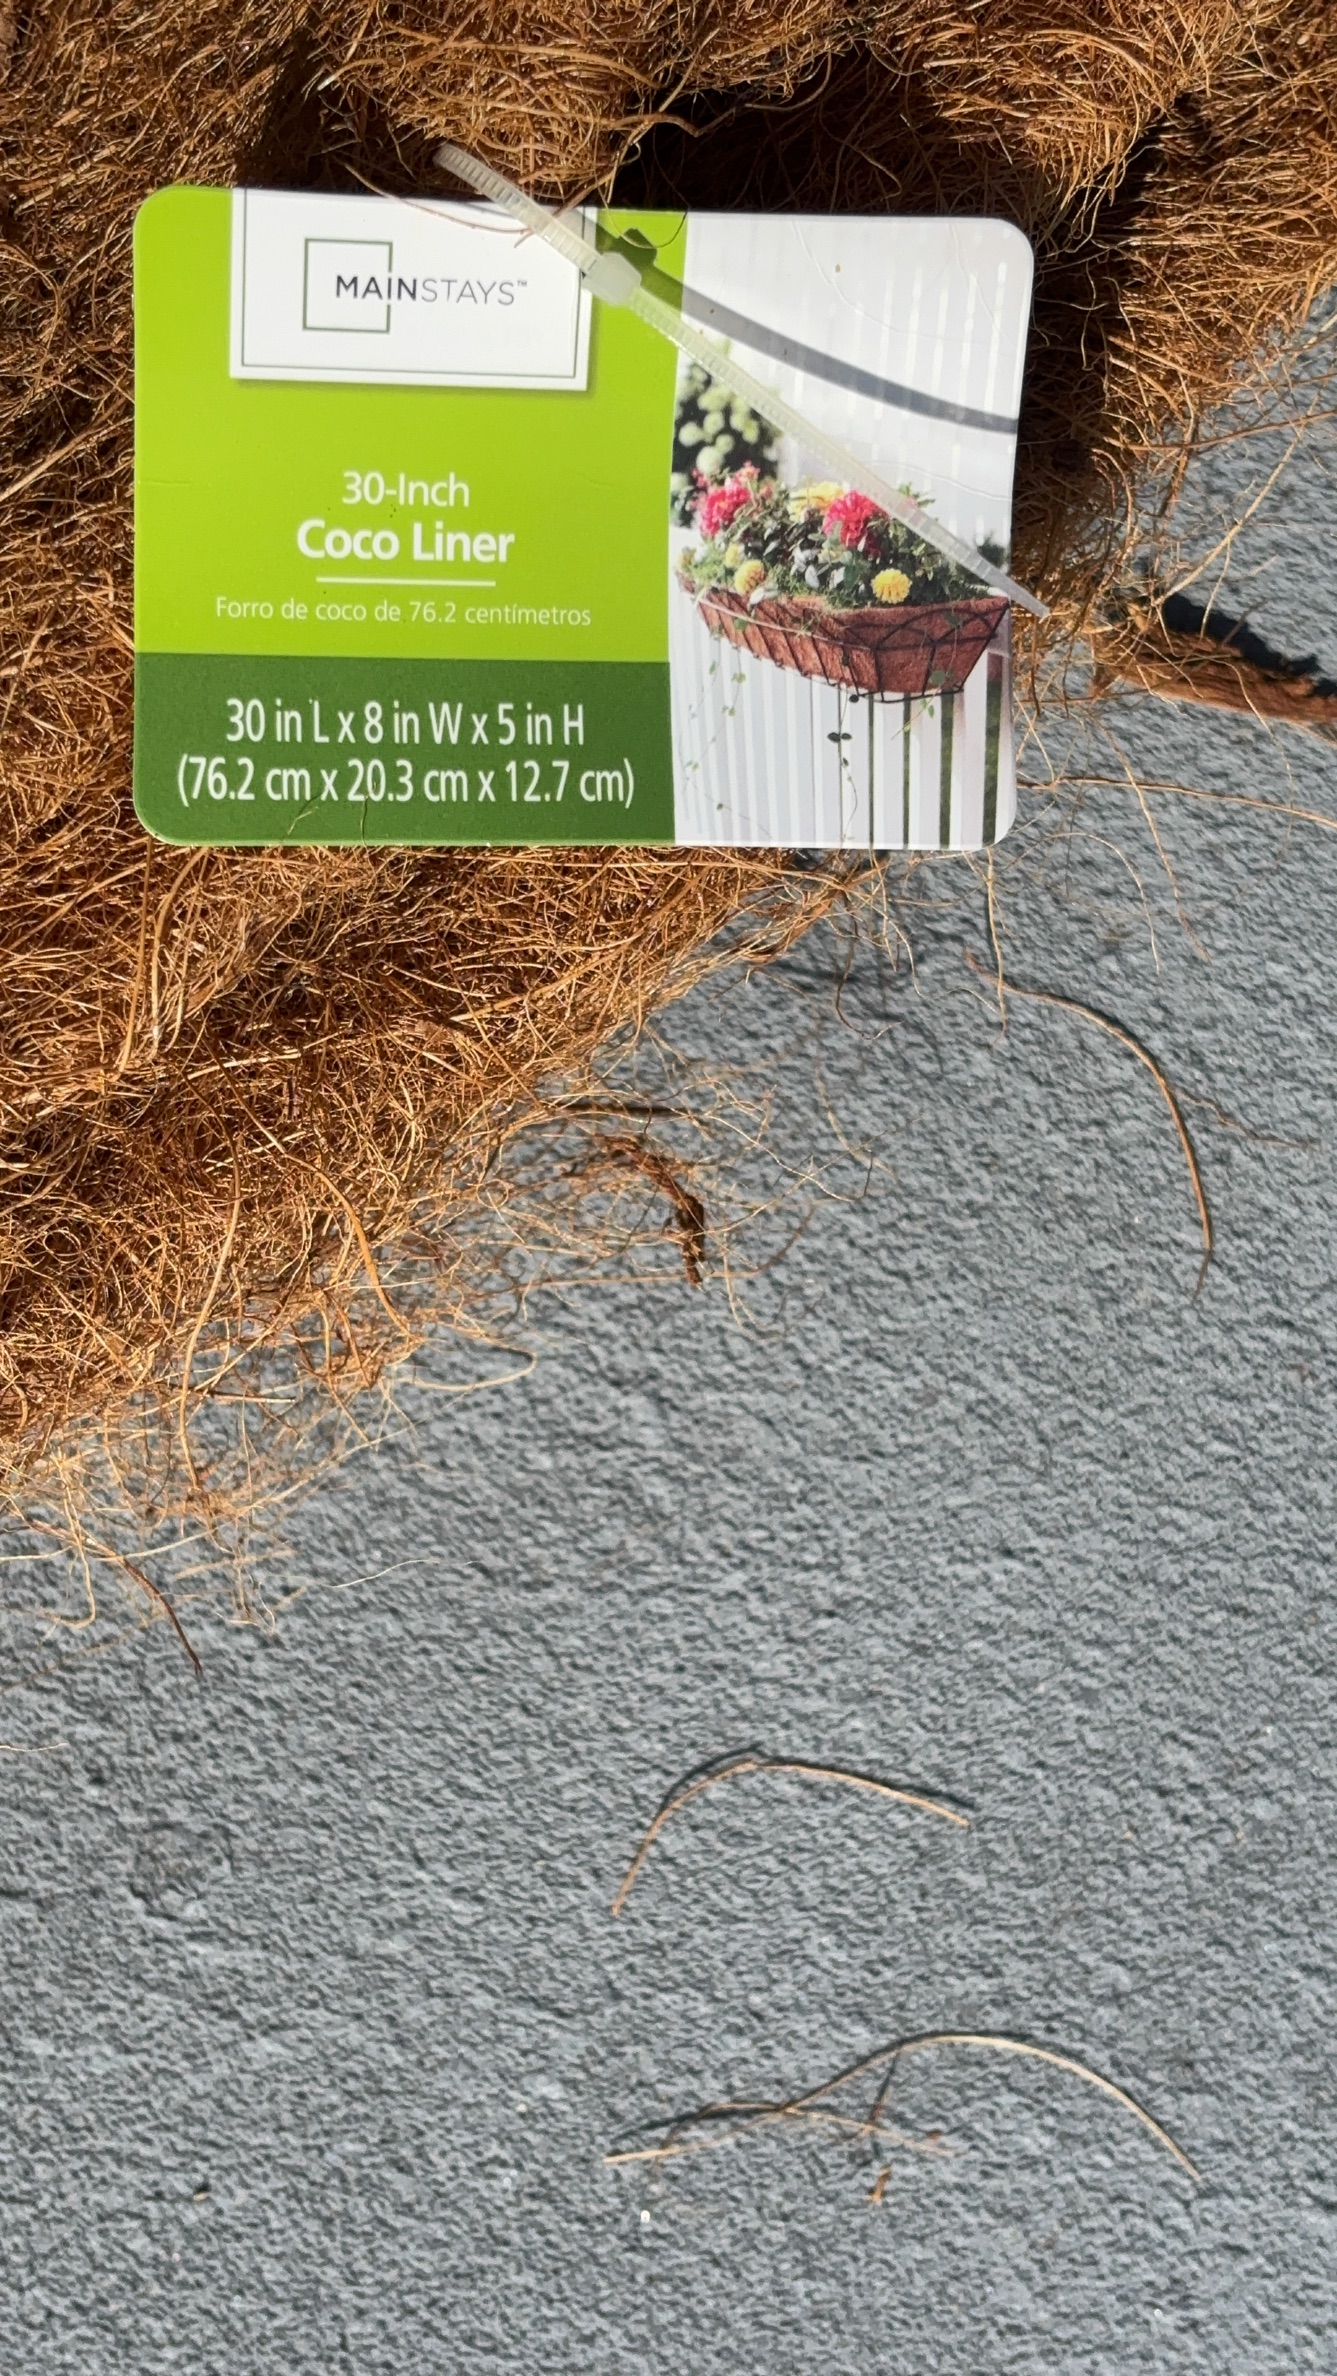 MAINSTAYS™
30-Inch
Coco Liner
Forro de coco de 76.2 centímetros
30 in L x 8 in W x 5 in H
(76.2 cm x 20.3 cm x 12.7 cm)